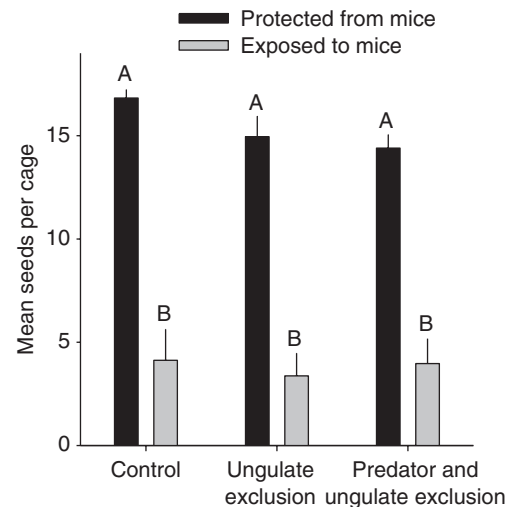 Protected from mice
Exposed to mice
Mean seeds per cage
15
10
5
0
A
B
A
B
A
B
Control
Ungulate
exclusion
Predator and
ungulate exclusion